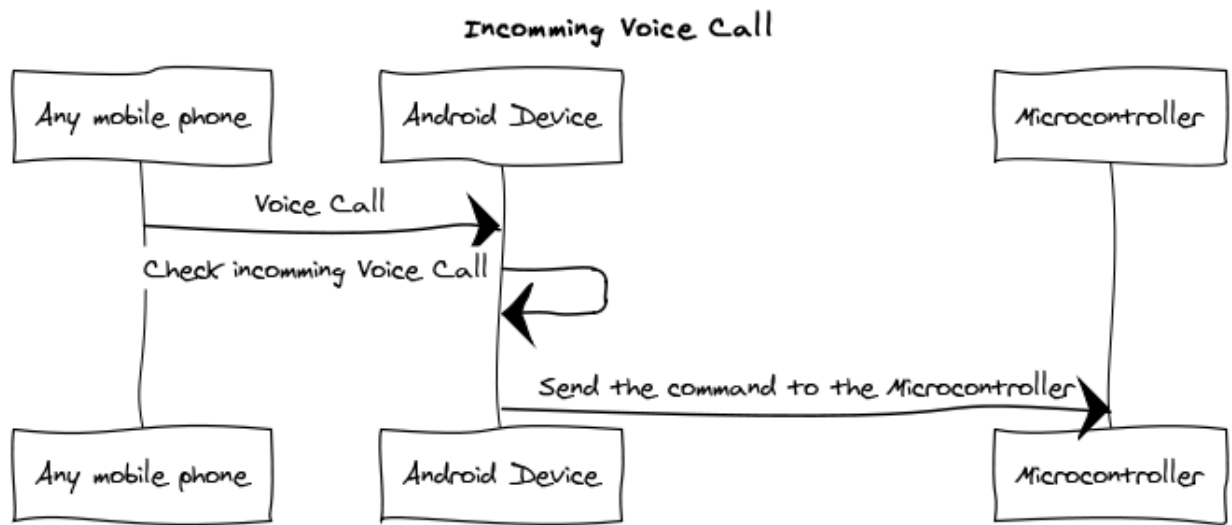 Incomming Voice Call
Any mobile phone
Android Device
Microcontroller
Voice Call
Check incomming Voice Call
Send the command to the Microcontroller
Any mobile phone
Android Device
Microcontroller